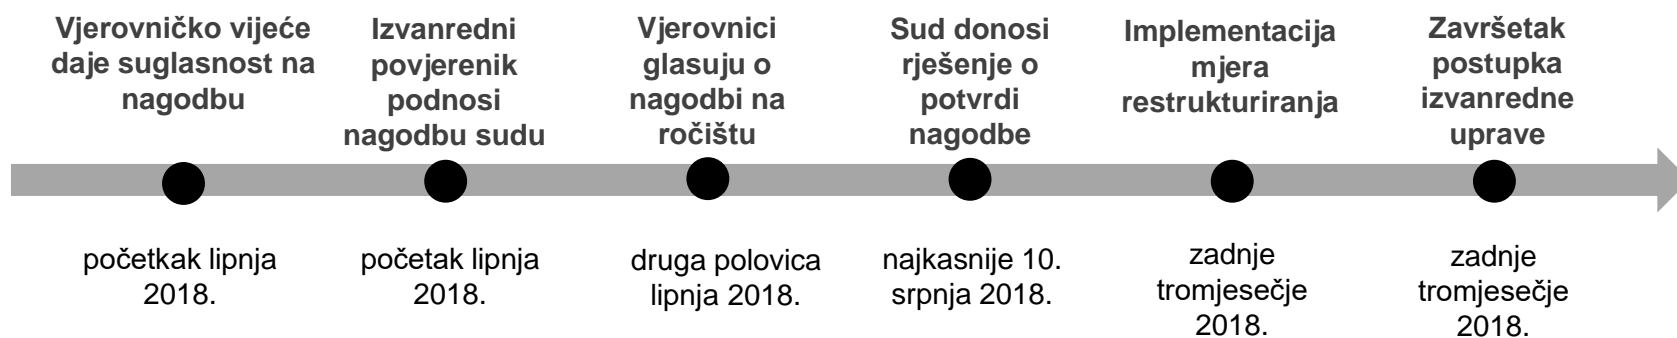 Vjerovničko vijeće
daje suglasnost na
nagodbu
Izvanredni
povjerenik
podnosi
nagodbu sudu
Vjerovnici
glasuju o
nagodbi na
ročištu
Sud donosi
rješenje o
potvrdi
nagodbe
Implementacija
mjera
restrukturiranja
Završetak
postupka
izvanredne
uprave
početkak lipnja
2018.
početak lipnja
2018.
druga polovica
lipnja 2018.
najkasnije 10.
srpnja 2018.
zadnje
tromjesečje
2018.
zadnje
tromjesečje
2018.